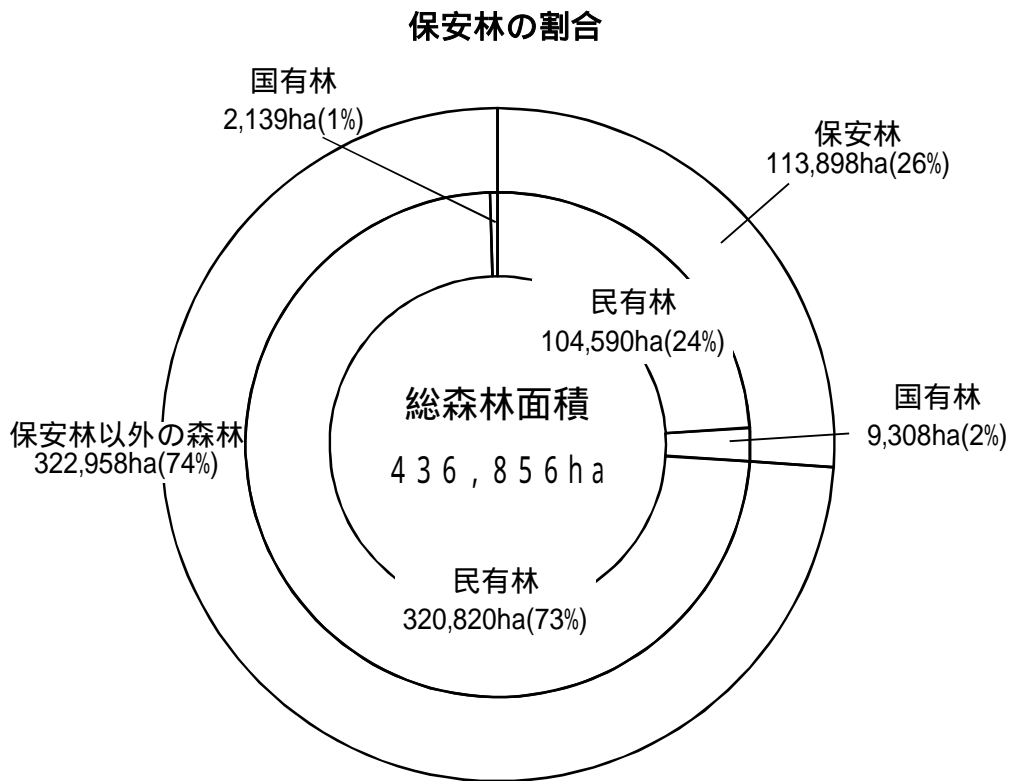 保安林の割合
国有林
2,139ha(1%)
保安林
113,898ha(26%)
民有林
104,590ha(24%)
国有林
9,308ha(2%)
総森林面積
436,856ha
保安林以外の森林
322,958ha(74%)
民有林
320,820ha(73%)